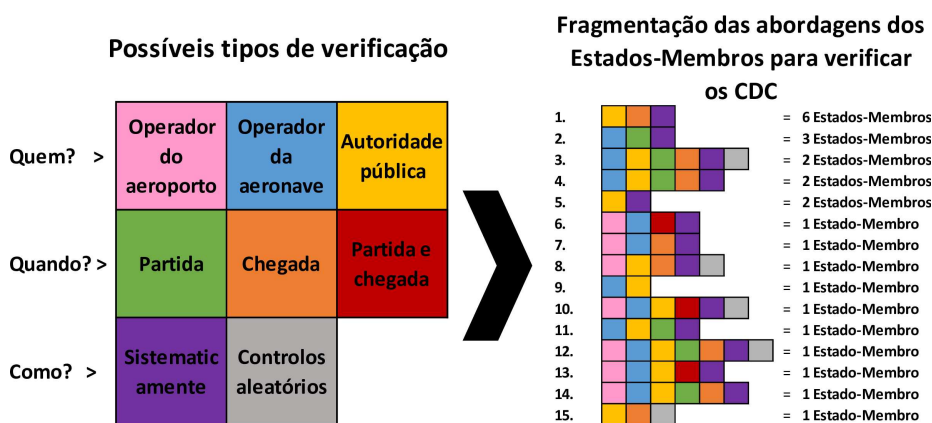 Possíveis tipos de verificação
Fragmentação das abordagens dos
Estados-Membros para verificar
os CDC
Quem? >
Operador
do
aeroporto
Operador
da
aeronave
Autoridade
pública
Quando? >
Partida
Chegada
Partida e
chegada
Como? >
Sistematic
amente
Controlos
aleatórios
1. = 6 Estados-Membros
2. = 3 Estados-Membros
3. = 2 Estados-Membros
4. = 2 Estados-Membros
5. = 2 Estados-Membros
6. = 1 Estado-Membro
7. = 1 Estado-Membro
8. = 1 Estado-Membro
9. = 1 Estado-Membro
10. = 1 Estado-Membro
11. = 1 Estado-Membro
12. = 1 Estado-Membro
13. = 1 Estado-Membro
14. = 1 Estado-Membro
15. = 1 Estado-Membro